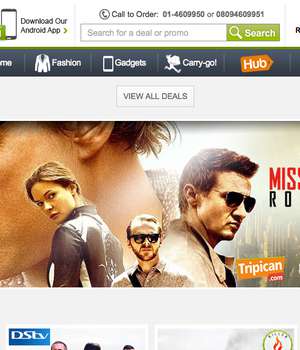 Download Our
Android App >
Call to Order: 01-4609950 or 08094609951
Search for a deal or promo
Search
R
ome
Fashion
Gadgets
Carry-go!
Hub
VIEW ALL DEALS
MISS
RO
Tripican
.com
DStv